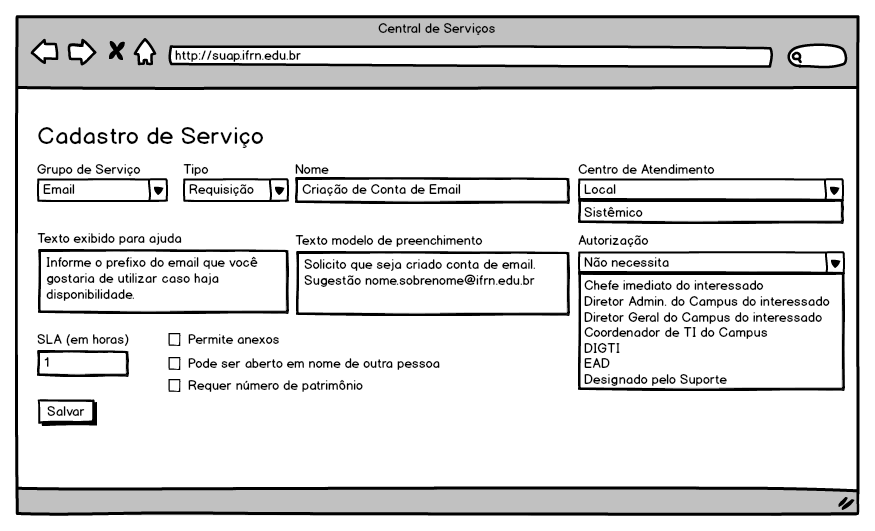 Central de Serviços
http://suap.ifrn.edu.br
Cadastro de Serviço
Grupo de Serviço
Email
Tipo
Requisição
Nome
Criação de Conta de Email
Centro de Atendimento
Local
Sistêmico
Texto exibido para ajuda
Informe o prefixo do email que você
gostaria de utilizar caso haja
disponibilidade.
Texto modelo de preenchimento
Solicito que seja criado conta de email.
Sugestão nome.sobrenome@ifrn.edu.br
Autorização
Não necessita
Chefe imediato do interessado
Diretor Admin. do Campus do interessado
Diretor Geral do Campus do interessado
Coordenador de TI do Campus
DIGTI
EAD
Designado pelo Suporte
SLA (em horas)
1
Permite anexos
Pode ser aberto em nome de outra pessoa
Requer número de patrimônio
Salvar